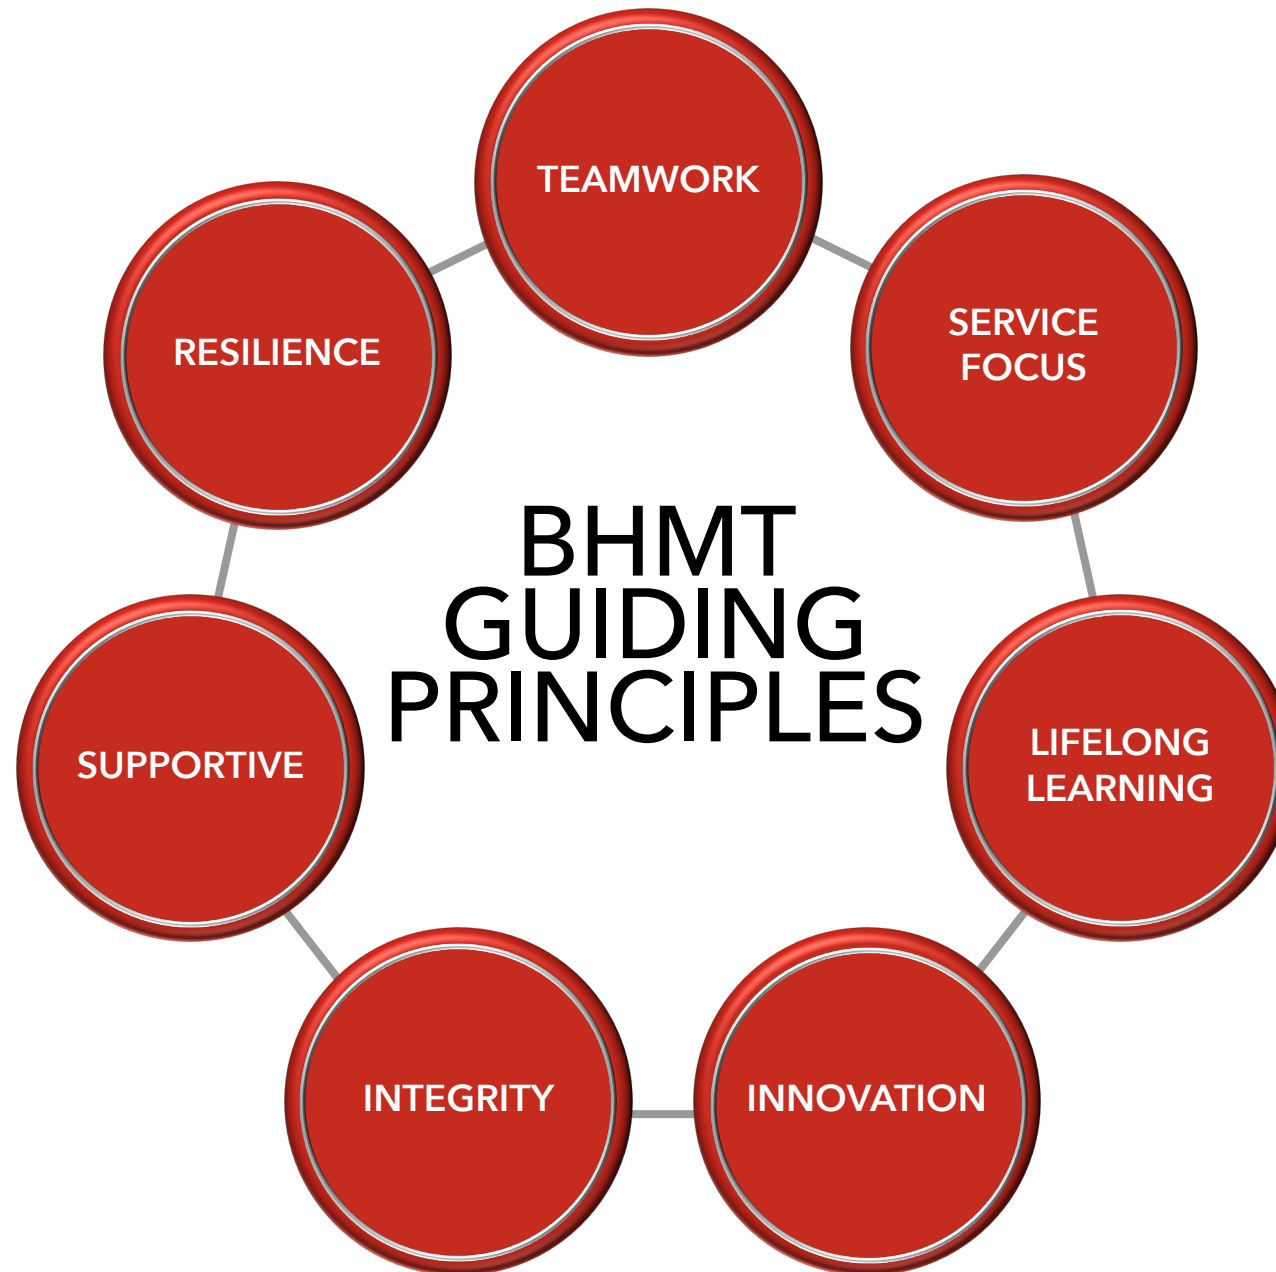 TEAMWORK
SERVICE
FOCUS
RESILIENCE
BHMT
GUIDING
PRINCIPLES
LIFELONG
LEARNING
SUPPORTIVE
INTEGRITY
INNOVATION